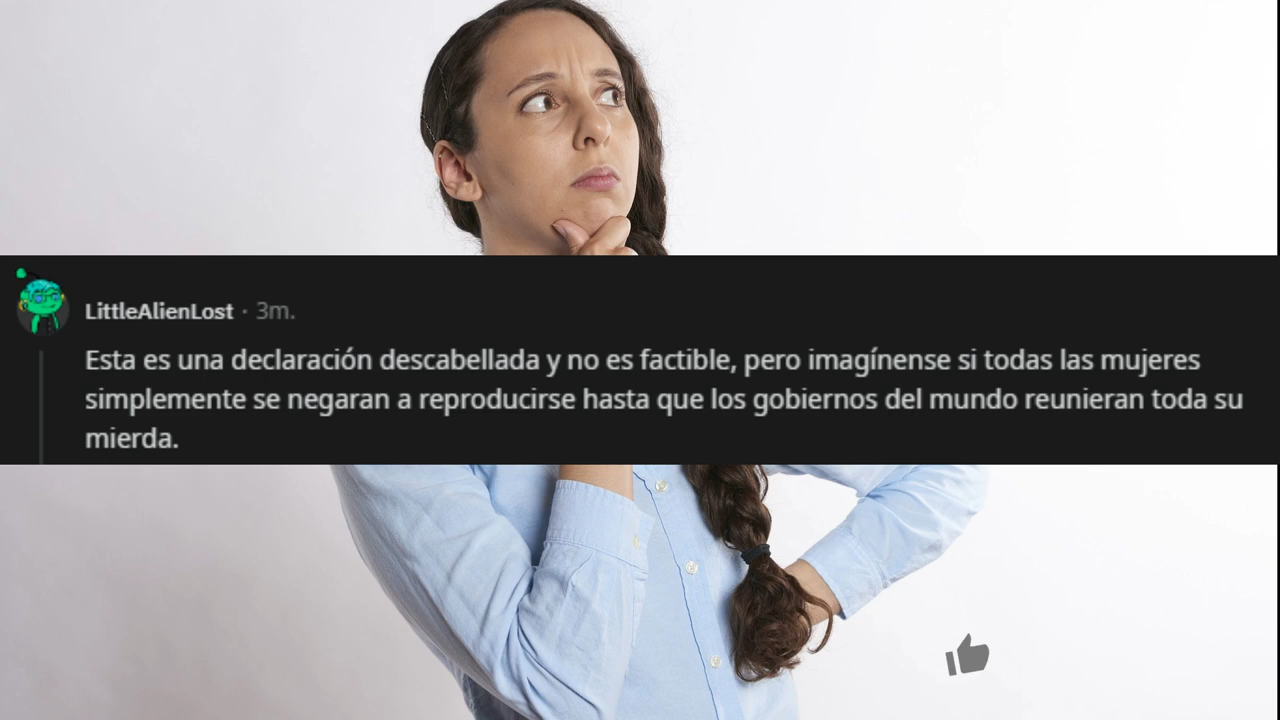 LittleAlienLost · 3m.
Esta es una declaración descabellada y no es factible, pero imagínense si todas las mujeres
simplemente se negaran a reproducirse hasta que los gobiernos del mundo reunieran toda su
mierda.